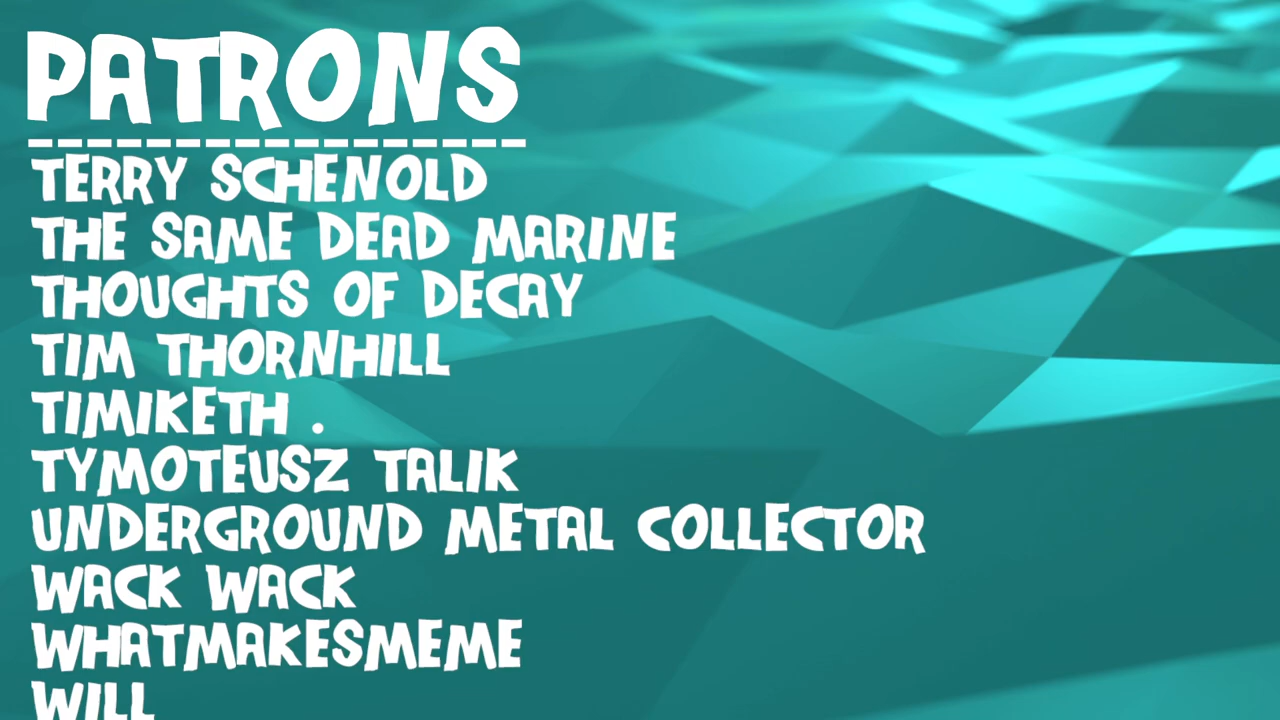 PATRONS
TERRY SCHENOLD
THE SAME DEAD MARINE
THOUGHTS OF DECAY
TIM THORNHILL
TIMIKETH .
TYMOTEUSZ TALIK
UNDERGROUND METAL COLLECTOR
WACK WACK
WHATMAKESMEME
WILL